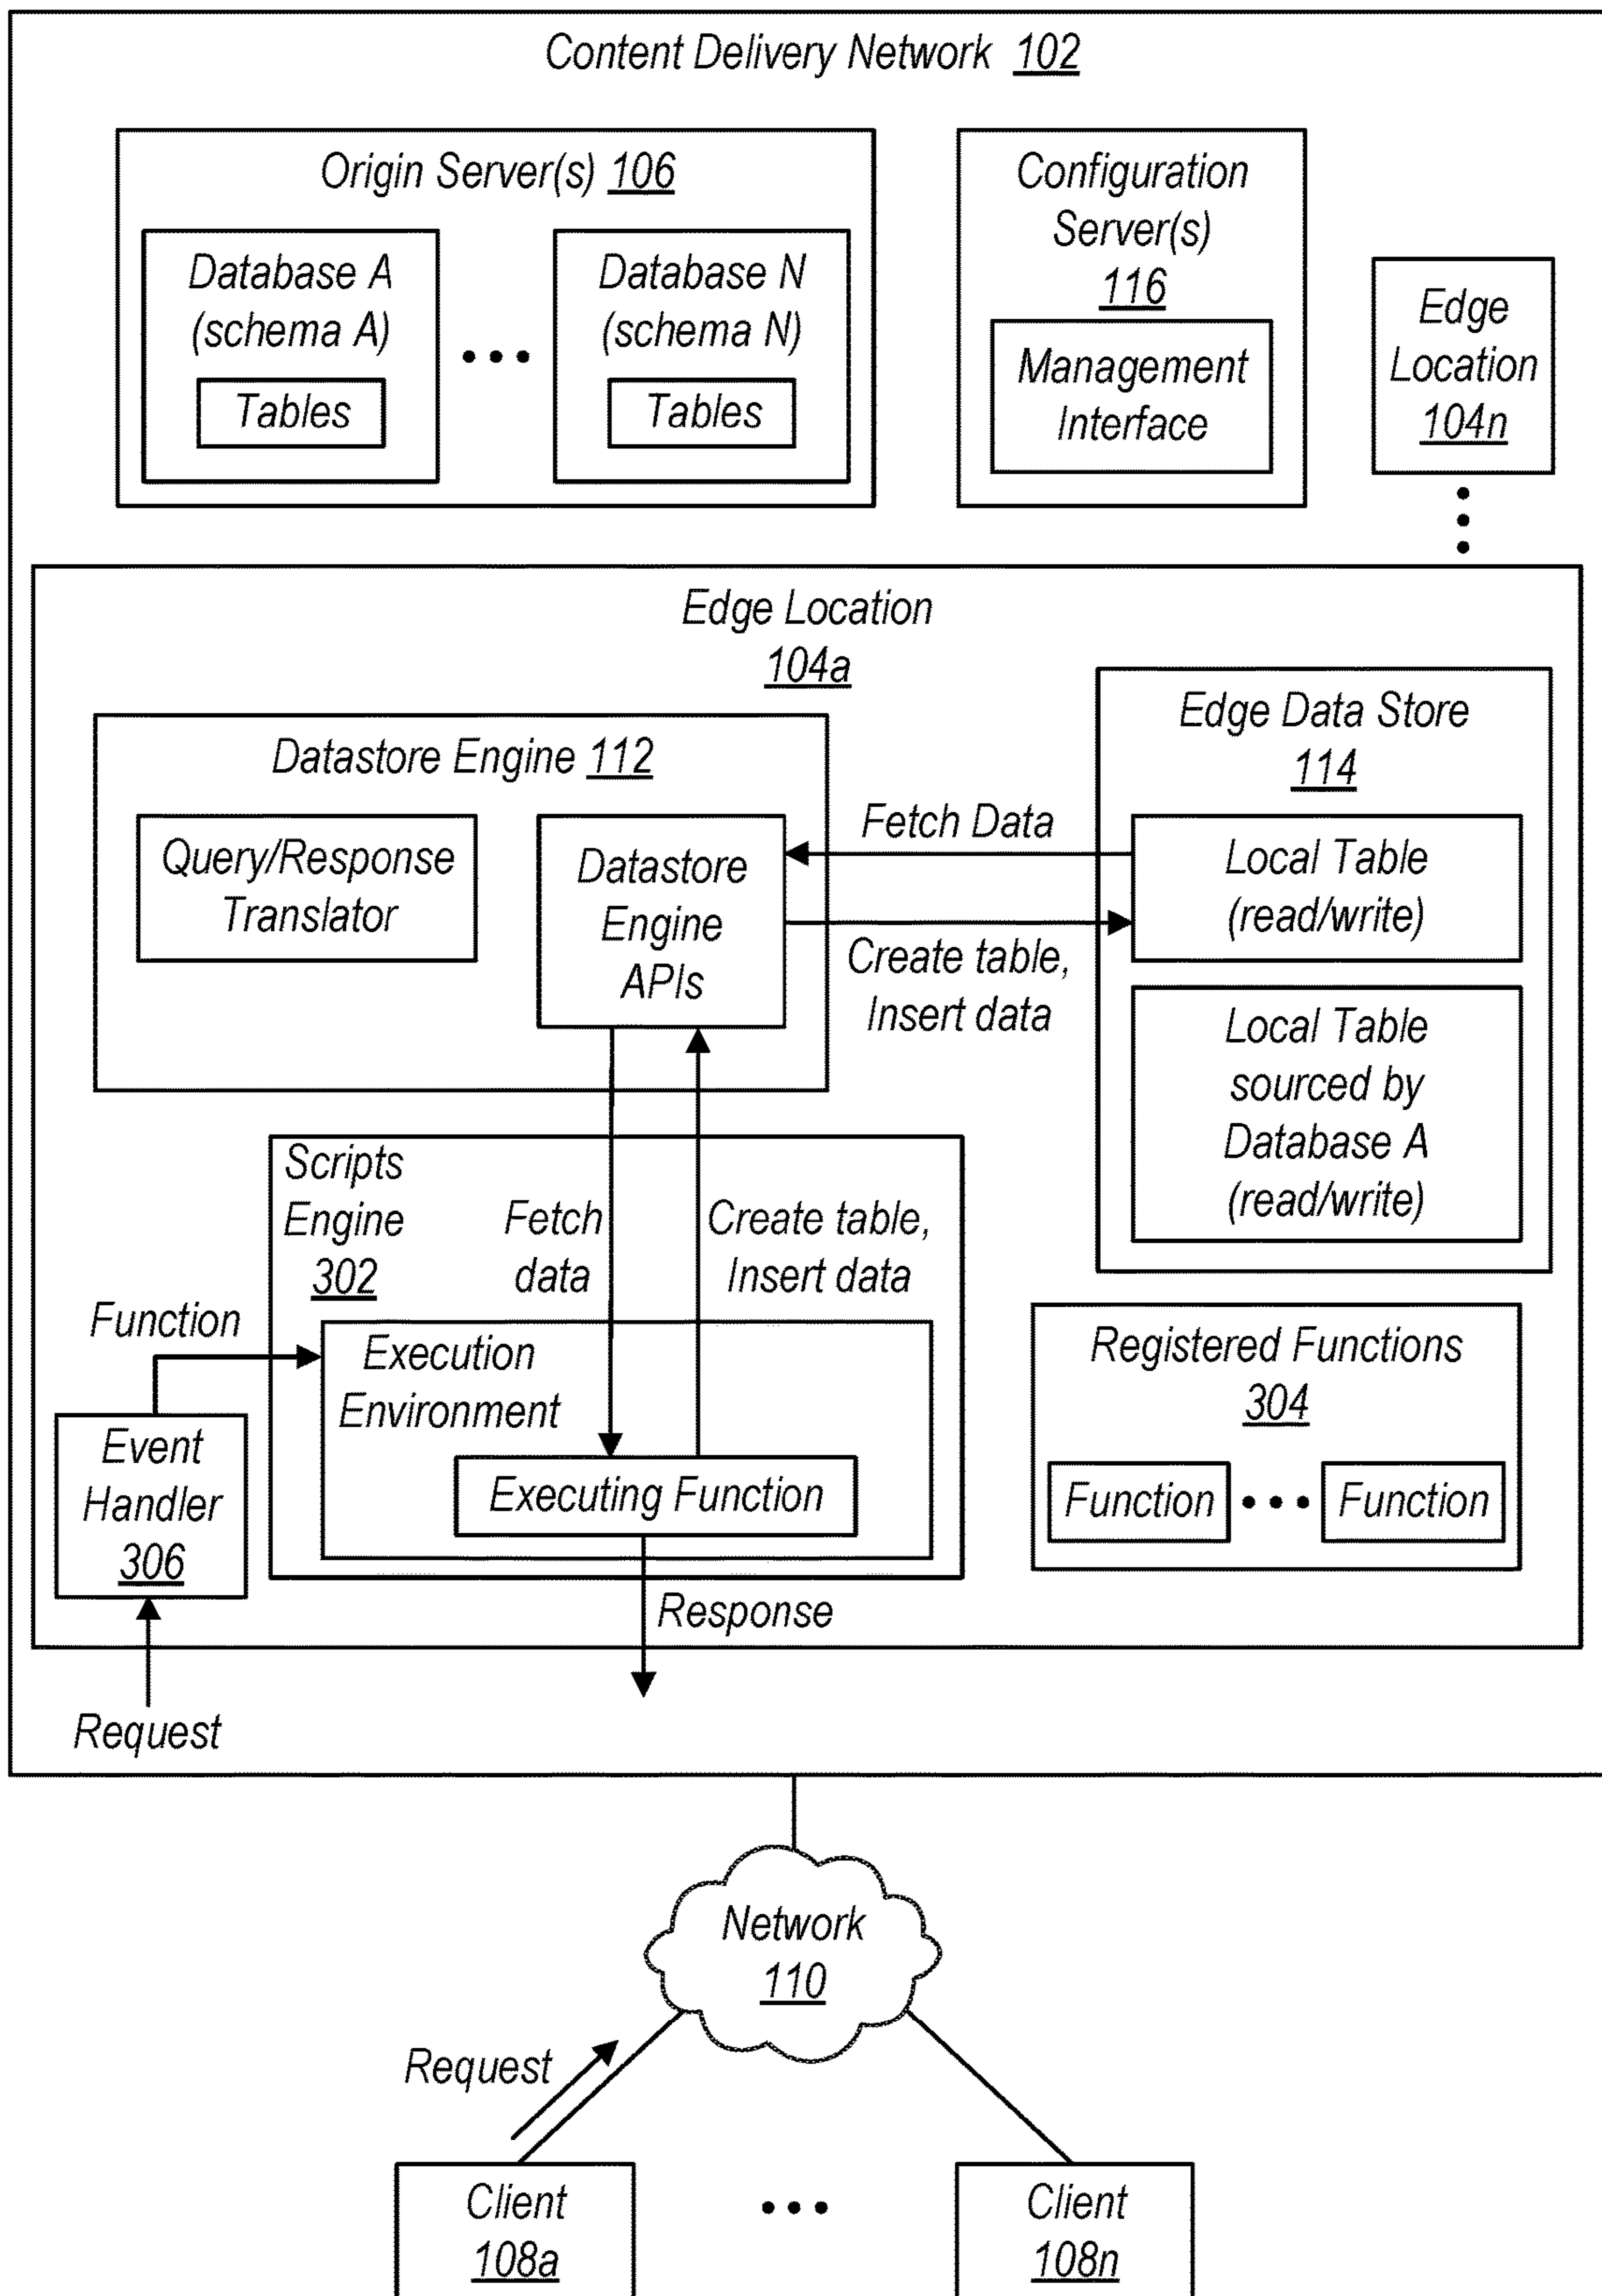 Content Delivery Network 102
Origin Server(s) 106
Database A
(schema A)
Tables
Database N
(schema N)
Tables
Configuration
Server(s)
116
Management
Interface
Edge
Location
104n
Edge Location
104a
Datastore Engine 112
Query/Response
Translator
Datastore
Engine
APIs
Fetch Data
Create table,
Insert data
Edge Data Store
114
Local Table
(read/write)
Local Table
sourced by
Database A
(read/write)
Scripts
Engine
302
Fetch
data
Create table,
Insert data
Function
Execution
Environment
Executing Function
Event
Handler
306
Registered Functions
304
Function
Function
Response
Request
Network
110
Request
Client
108a
Client
108n